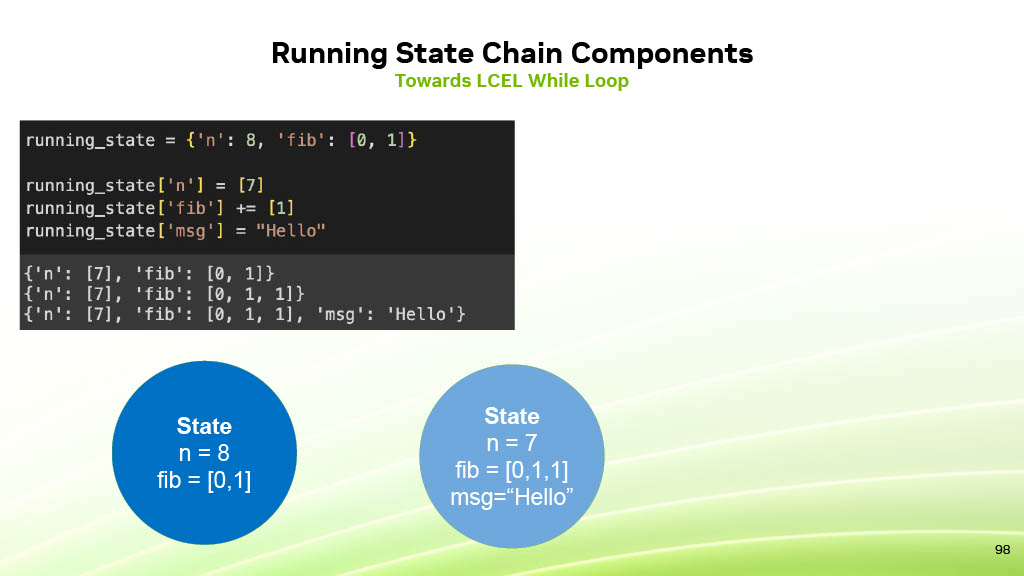 Running State Chain Components
Towards LCEL While Loop
running_state = {'n': 8, 'fib': [0, 1]}
running_state['n'] = [7]
running_state['fib'] += [1]
running_state['msg'] = "Hello"
{'n': [7], 'fib': [0, 1]}
{'n': [7], 'fib': [0, 1, 1]}
{'n': [7], 'fib': [0, 1, 1], 'msg': 'Hello'}
State
n = 8
fib = [0,1]
State
n = 7
fib = [0,1,1]
msg=“Hello”
98